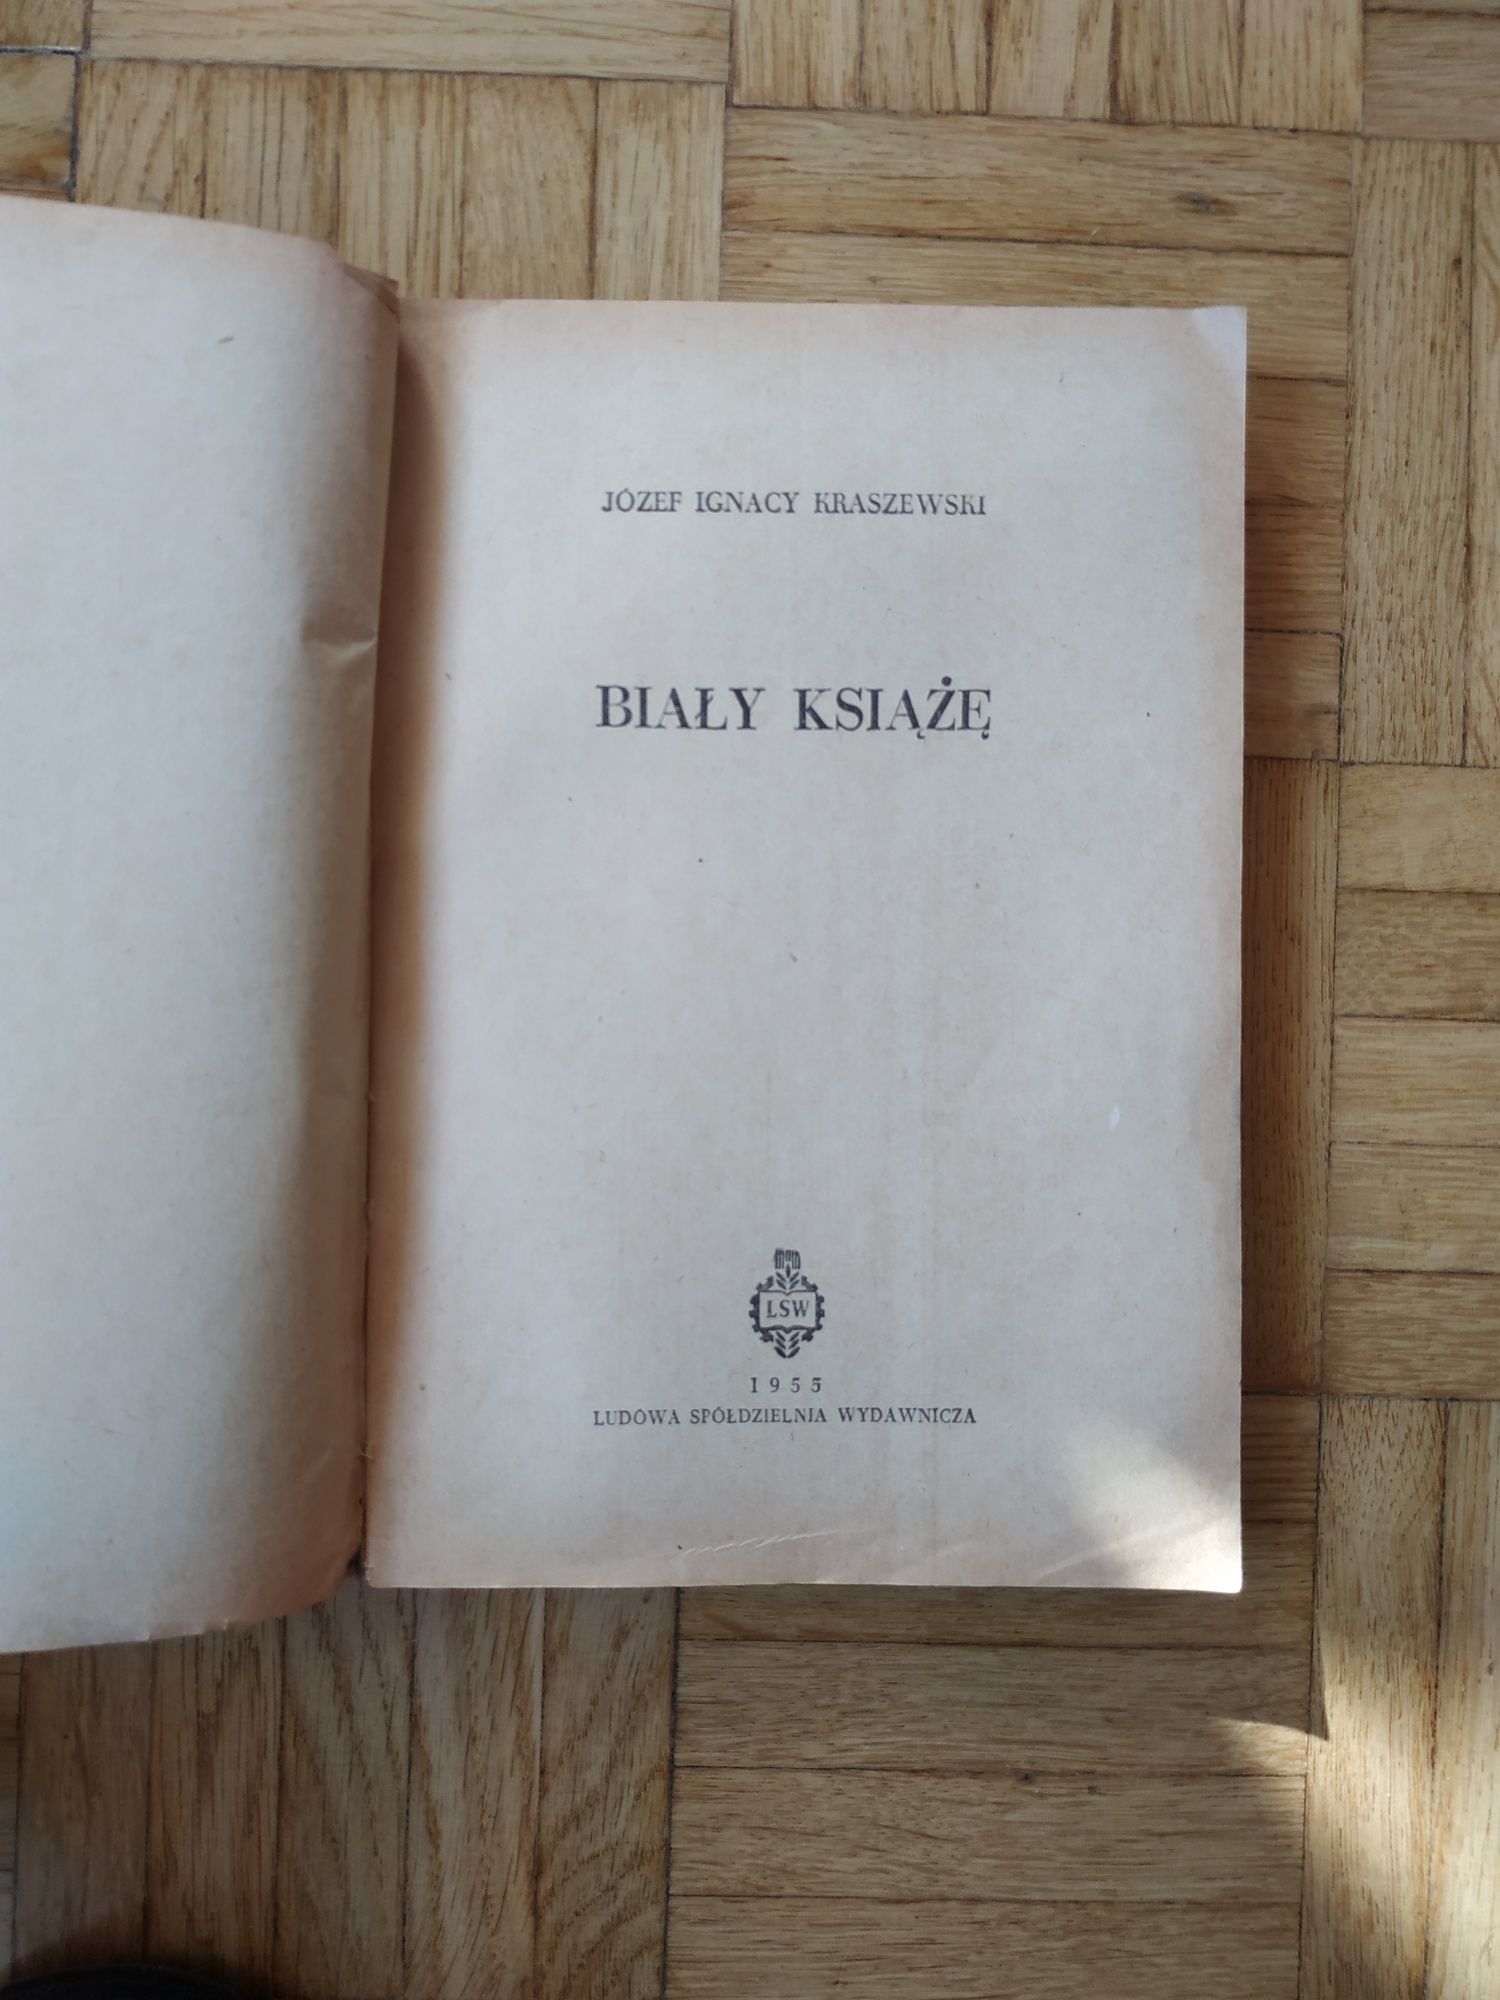 JÓZEF IGNACY KRASZEWSKI
BIAŁY KSIĄŻĘ
LSW
1955
LUDOWA SPÓŁDZIELNIA WYDAWNICZA